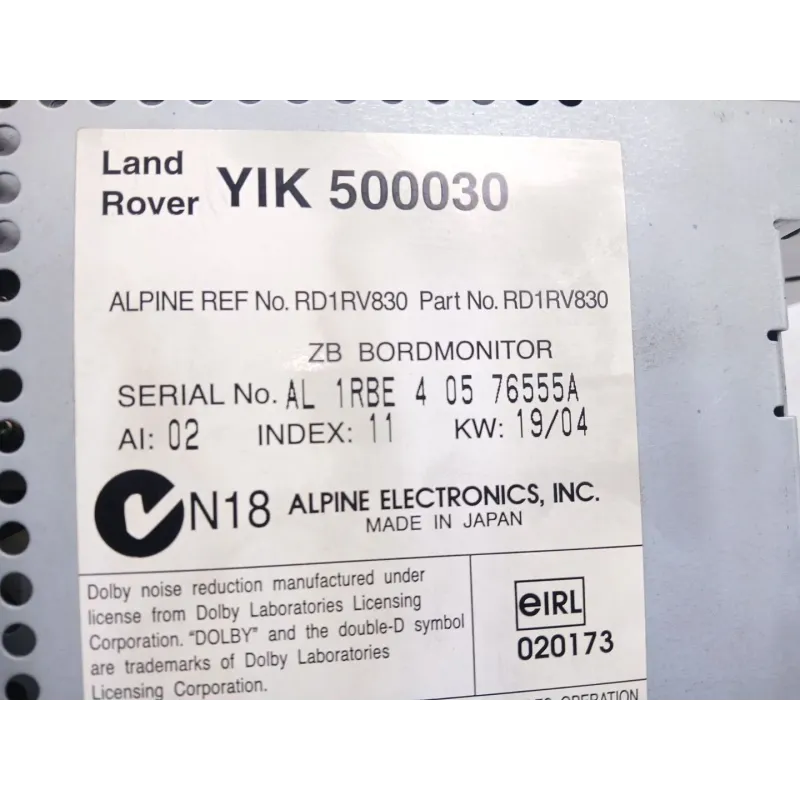 Land Rover YIK 500030
ALPINE REF No. RD1RV830 Part No. RD1RV830
ZB BORDMONITOR
SERIAL No. AL 1RBE 4 05 76555A
AI: 02 INDEX: 11 KW: 19/04
N18 ALPINE ELECTRONICS, INC.
MADE IN JAPAN
Dolby noise reduction manufactured under
license from Dolby Laboratories Licensing
Corporation. "DOLBY" and the double-D symbol
are trademarks of Dolby Laboratories
Licensing Corporation.
eIRL
020173
OPERATION